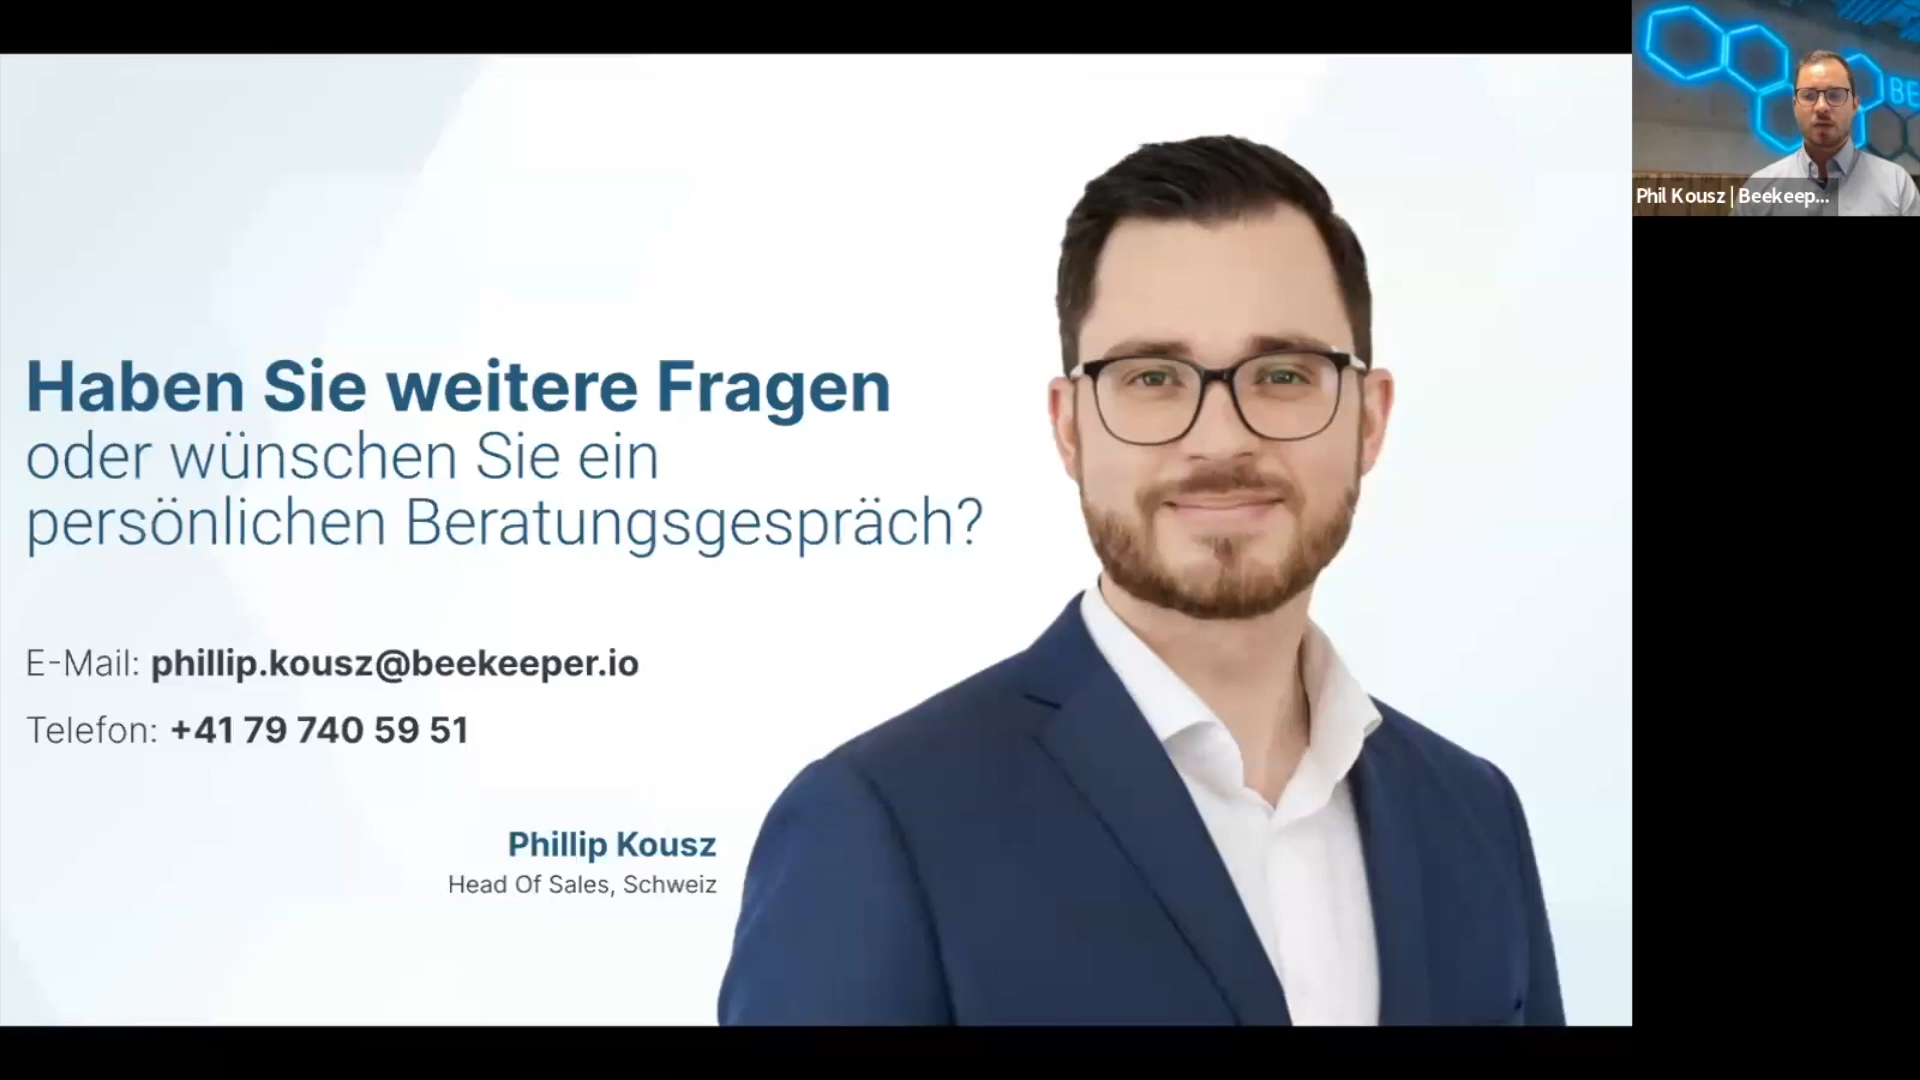 Haben Sie weitere Fragen
oder wünschen Sie ein
persönlichen Beratungsgespräch?
E-Mail: phillip.kousz@beekeeper.io
Telefon: +41 79 740 59 51
Phillip Kousz
Head Of Sales, Schweiz
BE
Phil Kousz | Beekeep...